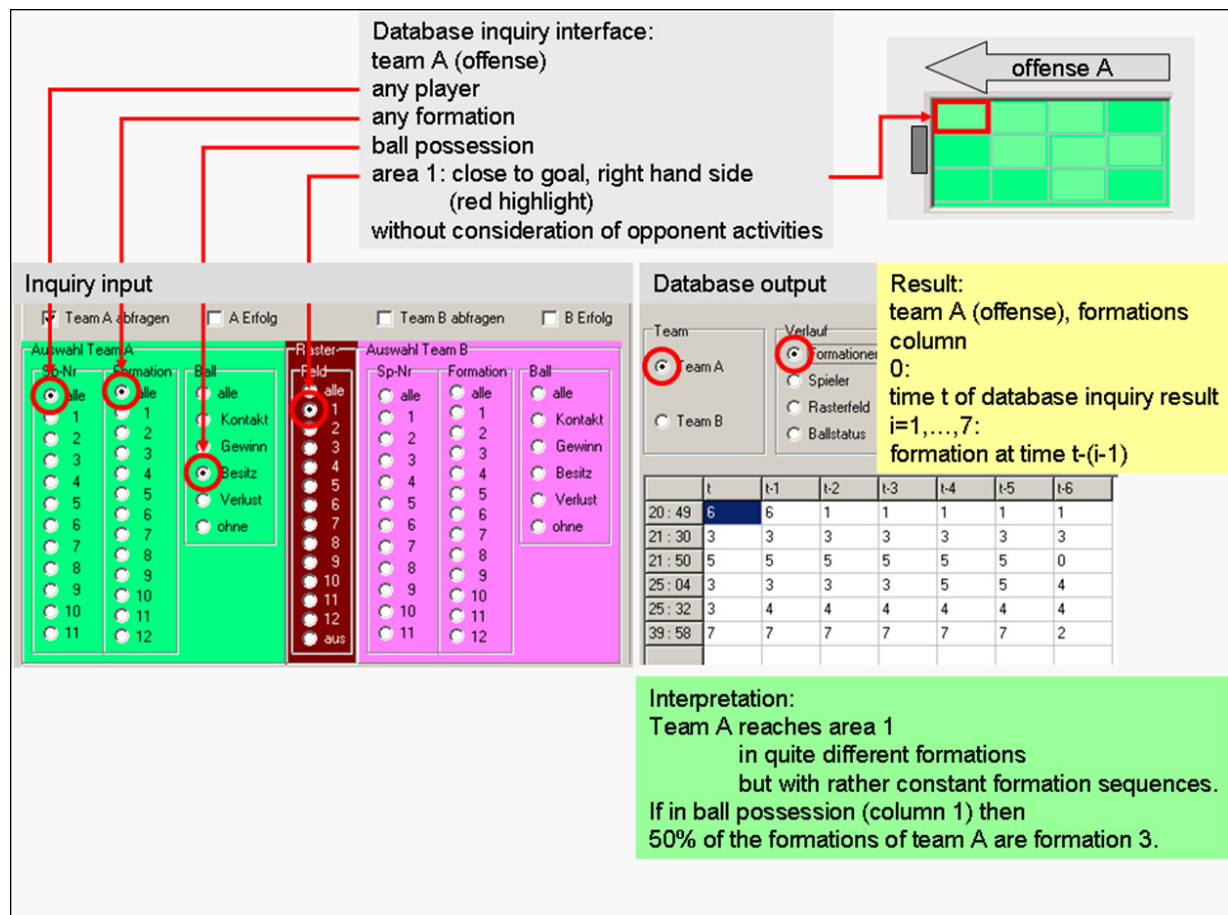 Database inquiry interface:
team A (offense)
any player
any formation
ball possession
area 1: close to goal, right hand side
(red highlight)
without consideration of opponent activities
offense A
Inquiry input
Team A abfragen
A Erfolg
Team B abfragen
B Erfolg
Auswahl Team A
Sp-Nr
alle
1
2
3
4
5
6
7
8
9
10
11
Formation
alle
1
2
3
4
5
6
7
8
9
10
11
12
Ball
alle
Kontakt
Gewinn
Besitz
Verlust
ohne
Raster
Feld
alle
1
2
3
4
5
6
7
8
9
10
11
12
aus
Auswahl Team B
Sp-Nr
alle
1
2
3
4
5
6
7
8
9
10
11
Formation
alle
1
2
3
4
5
6
7
8
9
10
11
12
Ball
alle
Kontakt
Gewinn
Besitz
Verlust
ohne
Database output
Team
Team A
Team B
Verlauf
Formationen
Spieler
Rasterfeld
Ballstatus
Result:
team A (offense), formations
column
0:
time t of database inquiry result
i=1,...,7:
formation at time t-(i-1)
t t-1 t-2 t-3 t-4 t-5 t-6
20 : 49 6 6 1 1 1 1 1
21 : 30 3 3 3 3 3 3 3
21 : 50 5 5 5 5 5 5 0
25 : 04 3 3 3 3 5 5 4
25 : 32 3 4 4 4 4 4 4
39 : 58 7 7 7 7 7 7 2
Interpretation:
Team A reaches area 1
in quite different formations
but with rather constant formation sequences.
If in ball possession (column 1) then
50% of the formations of team A are formation 3.